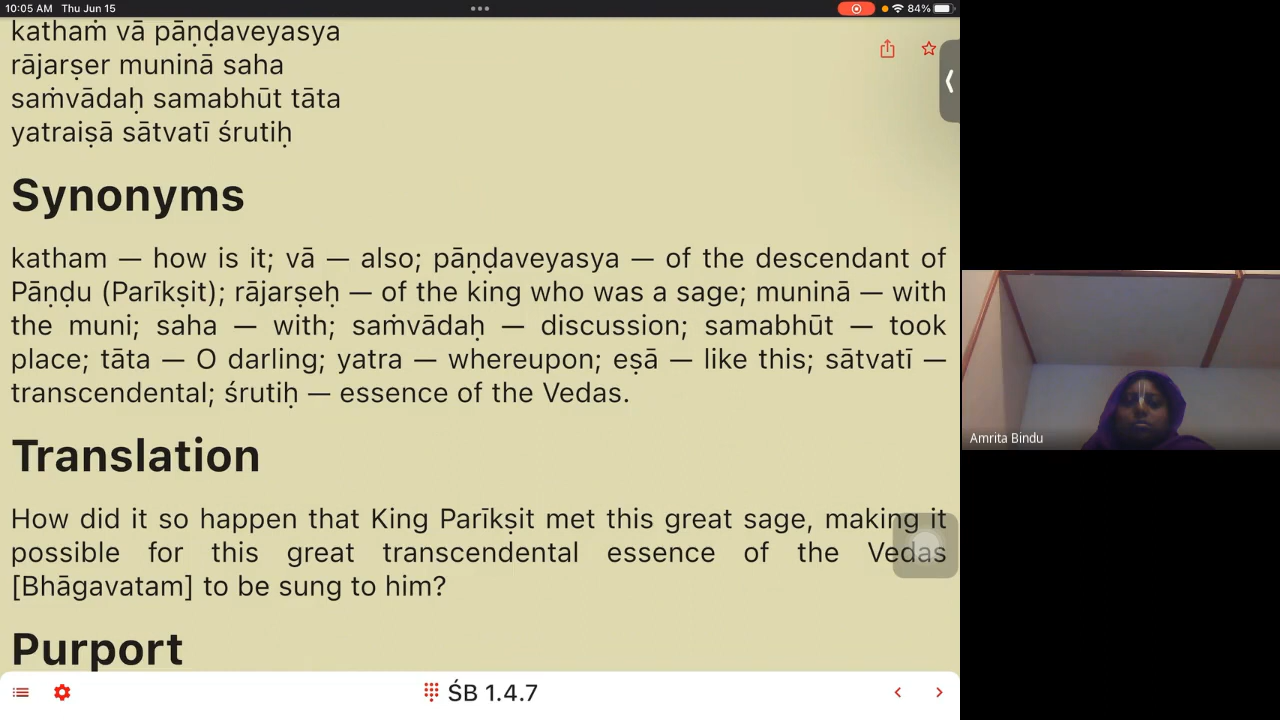 10:05 AM Thu Jun 15
84%
kathaṁ vā pāṇḍaveyasya
rājarṣer muninā saha
saṁvādaḥ samabhūt tāta
yatraiṣā sātvatī śrutiḥ
Synonyms
katham — how is it; vā — also; pāṇḍaveyasya — of the descendant of
Pāṇḍu (Parīkṣit); rājarṣeḥ — of the king who was a sage; muninā — with
the muni; saha — with; saṁvādaḥ — discussion; samabhūt — took
place; tāta — O darling; yatra — whereupon; eṣā — like this; sātvatī —
transcendental; śrutiḥ — essence of the Vedas.
Translation
How did it so happen that King Parīkṣit met this great sage, making it
possible for this great transcendental essence of the Vedas
[Bhāgavatam] to be sung to him?
Purport
ŚB 1.4.7
Amrita Bindu